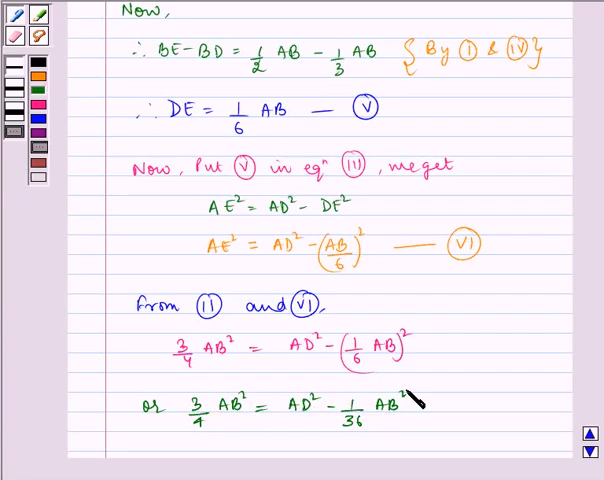 Now,
∴ BE - BD = 1/2 AB - 1/3 AB { By (I) & (IV) }
∴ DE = 1/6 AB — (V)
Now, Put (V) in eqⁿ (III), we get
AE² = AD² - DE²
AE² = AD² - (AB/6)² — (VI)
From (II) and (VI),
3/4 AB² = AD² - (1/6 AB)²
or 3/4 AB² = AD² - 1/36 AB²